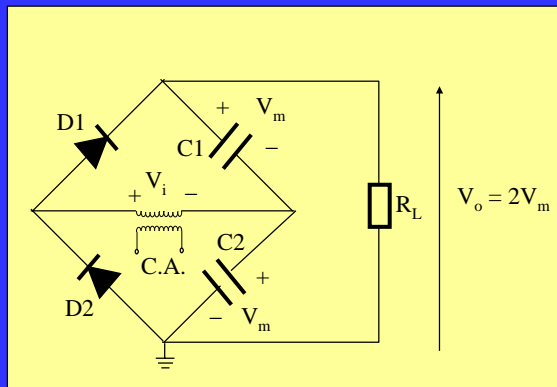 + V_m
D1
C1 −
+ V_i −
R_L V_o = 2V_m
C2
C.A. +
D2
− V_m